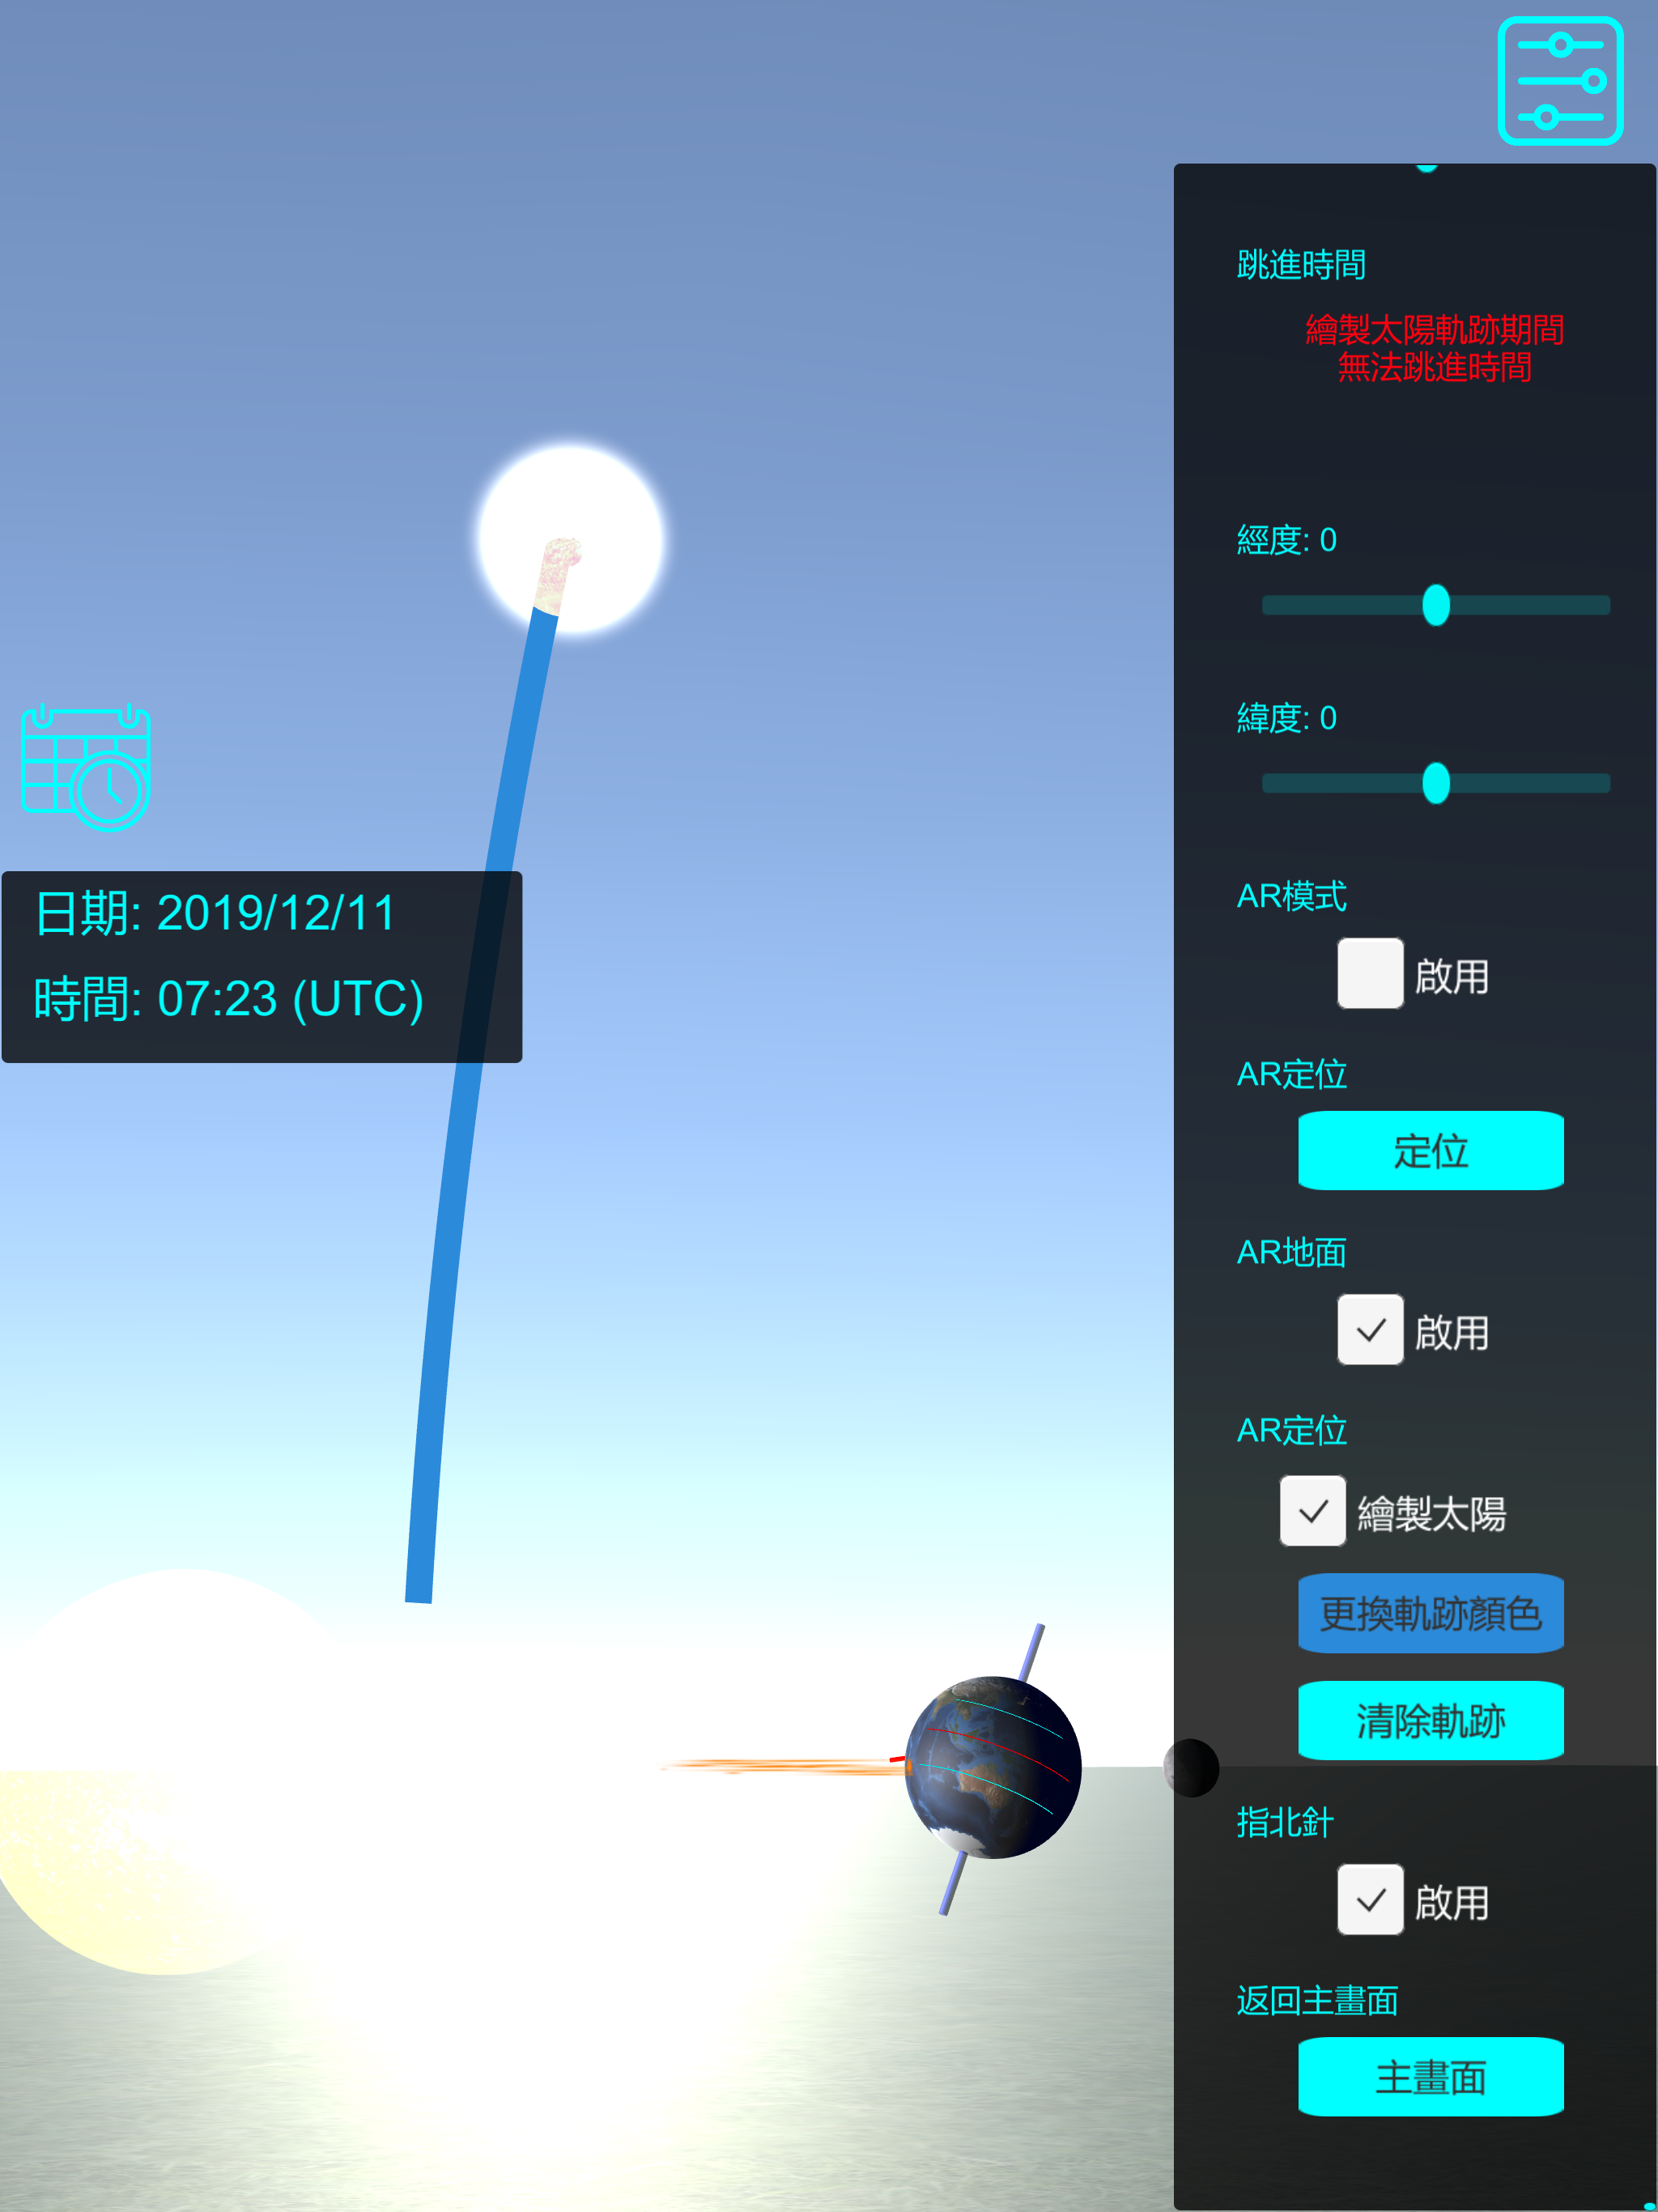 跳進時間
繪製太陽軌跡期間
無法跳進時間
經度: 0
緯度: 0
日期: 2019/12/11
時間: 07:23 (UTC)
AR模式
啟用
AR定位
定位
AR地面
啟用
AR定位
繪製太陽
更換軌跡顏色
清除軌跡
指北針
啟用
返回主畫面
主畫面